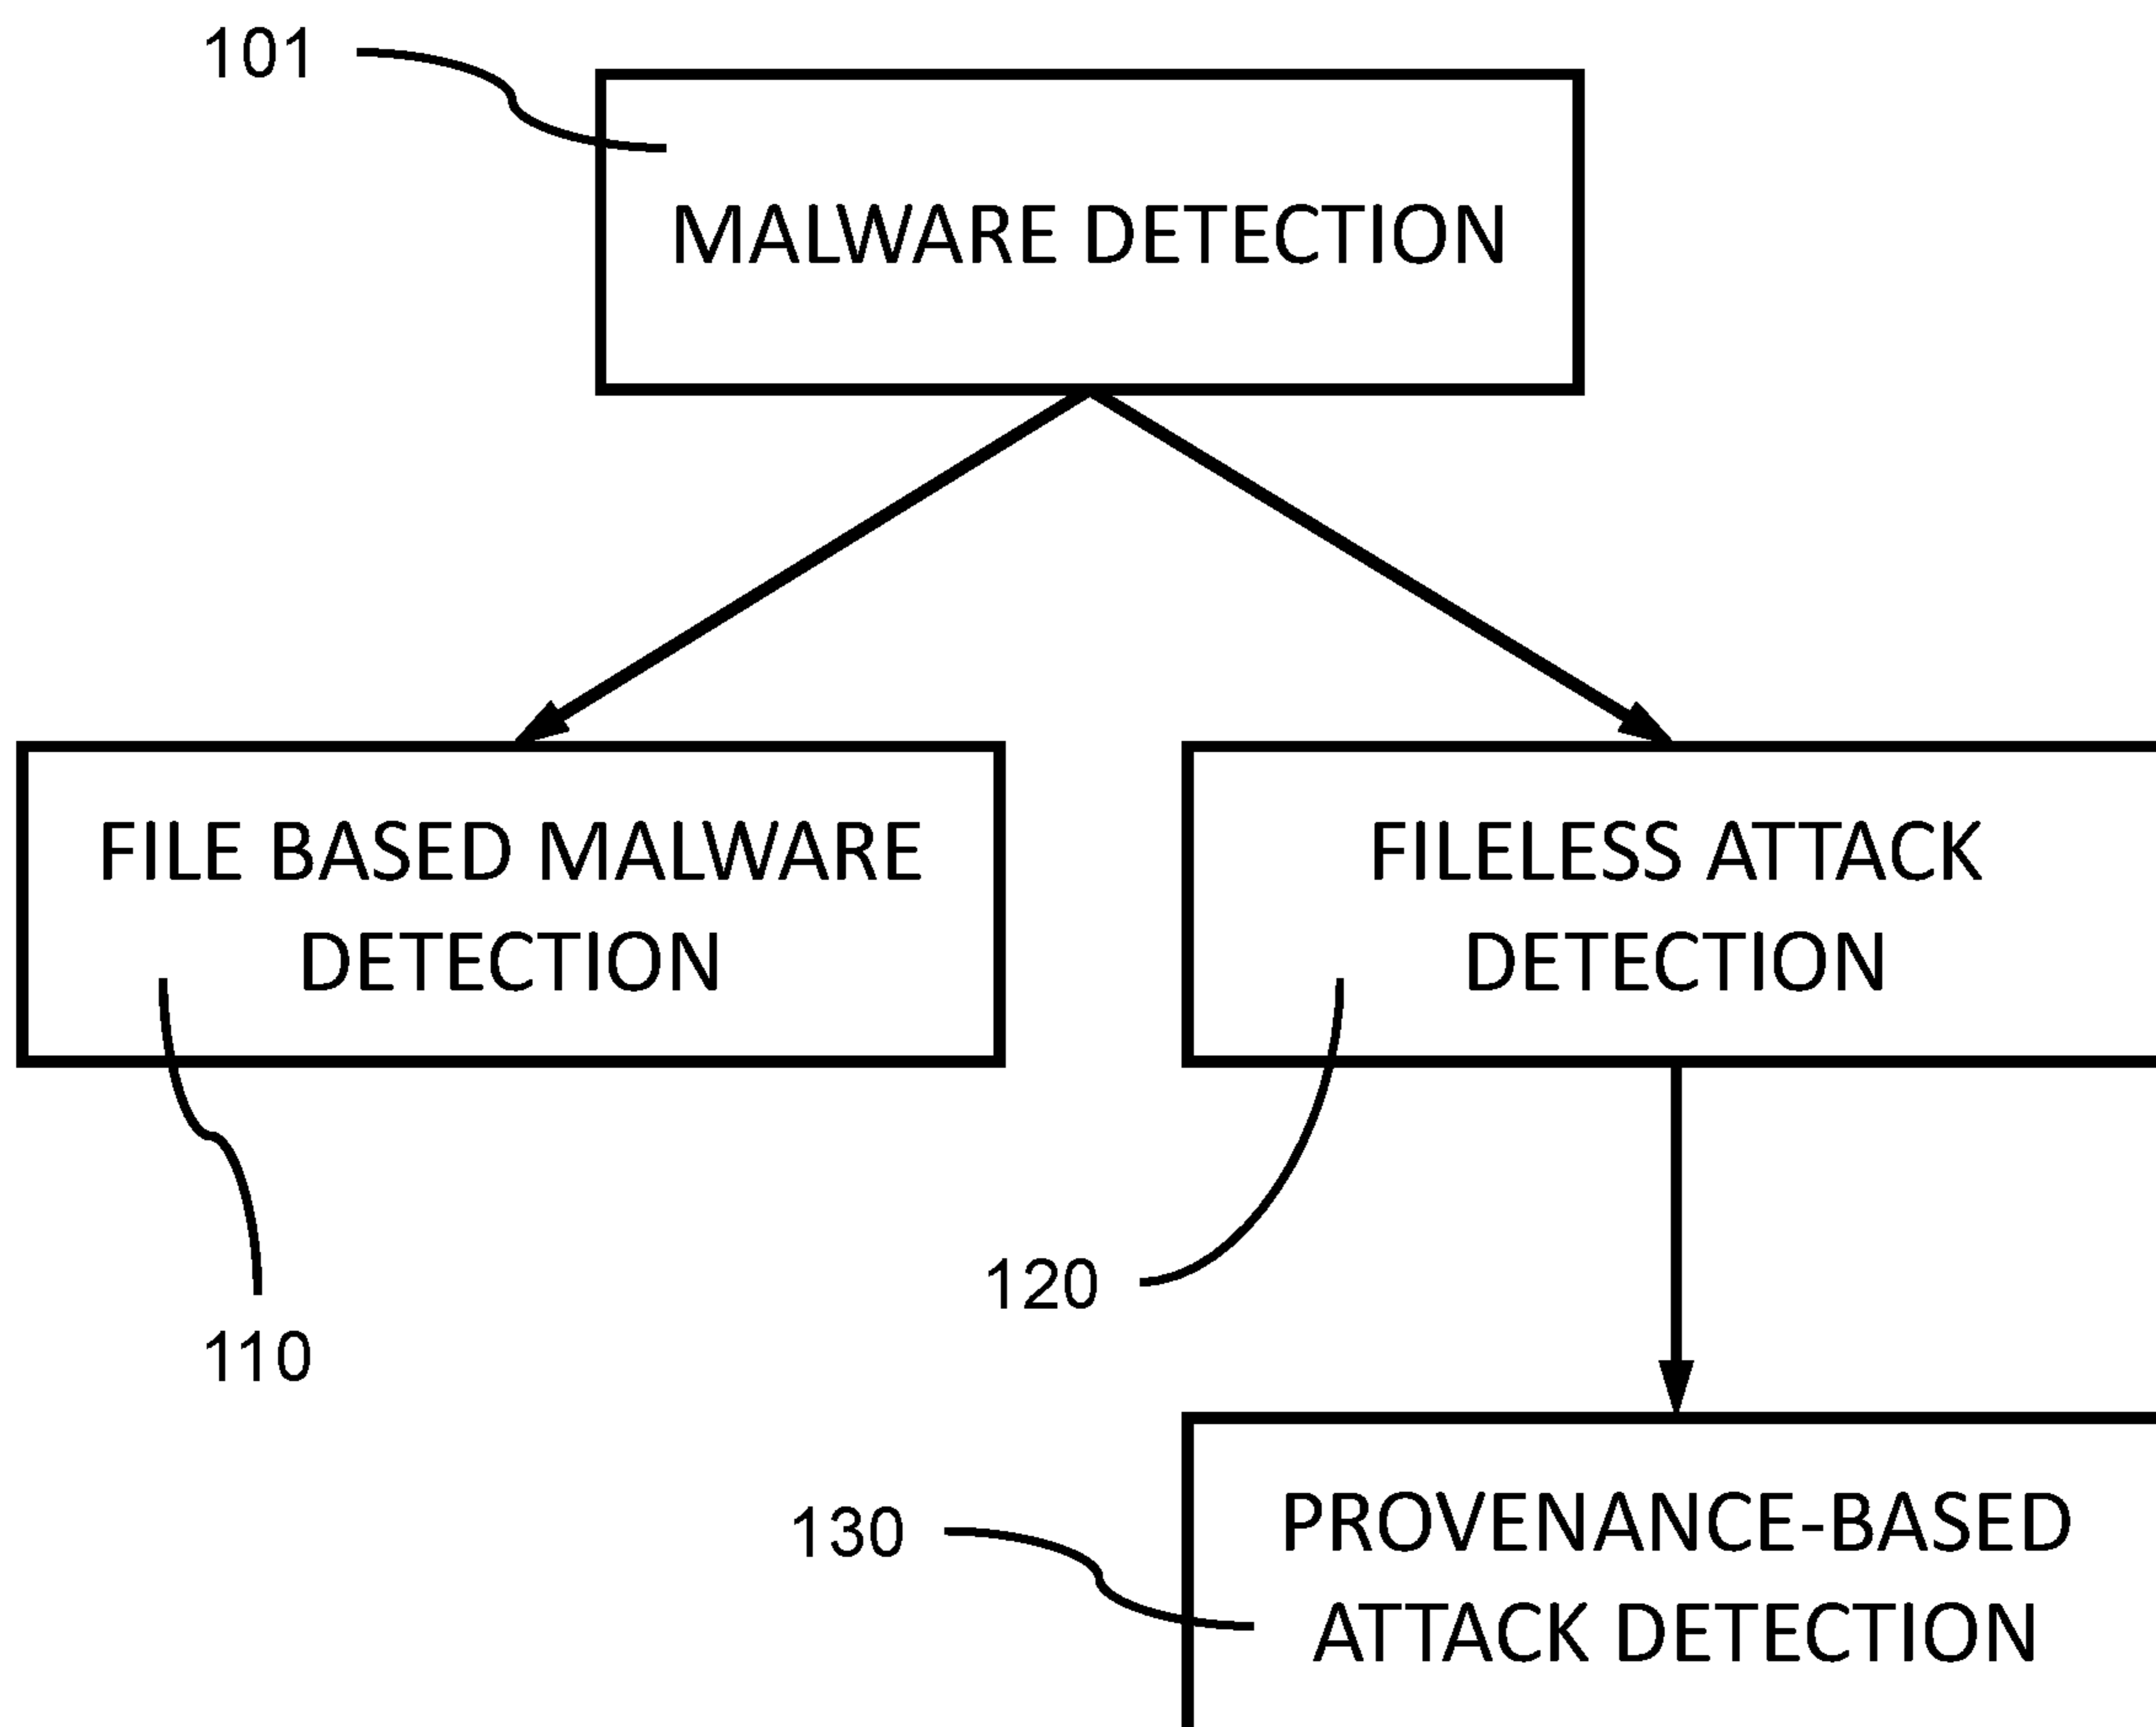 101
MALWARE DETECTION
FILE BASED MALWARE
DETECTION
FILELESS ATTACK
DETECTION
120
110
130
PROVENANCE-BASED
ATTACK DETECTION